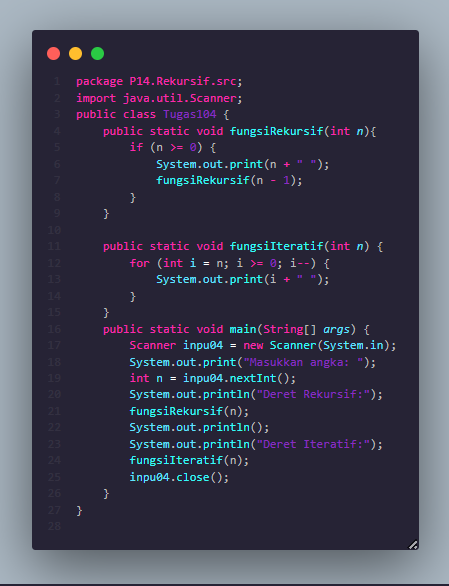 1 package P14.Rekursif.src;
2 import java.util.Scanner;
3 public class Tugas104 {
4     public static void fungsiRekursif(int n){
5         if (n >= 0) {
6             System.out.print(n + " ");
7             fungsiRekursif(n - 1);
8         }
9     }
10
11     public static void fungsiIteratif(int n) {
12         for (int i = n; i >= 0; i--) {
13             System.out.print(i + " ");
14         }
15     }
16     public static void main(String[] args) {
17         Scanner inpu04 = new Scanner(System.in);
18         System.out.print("Masukkan angka: ");
19         int n = inpu04.nextInt();
20         System.out.println("Deret Rekursif:");
21         fungsiRekursif(n);
22         System.out.println();
23         System.out.println("Deret Iteratif:");
24         fungsiIteratif(n);
25         inpu04.close();
26     }
27 }
28